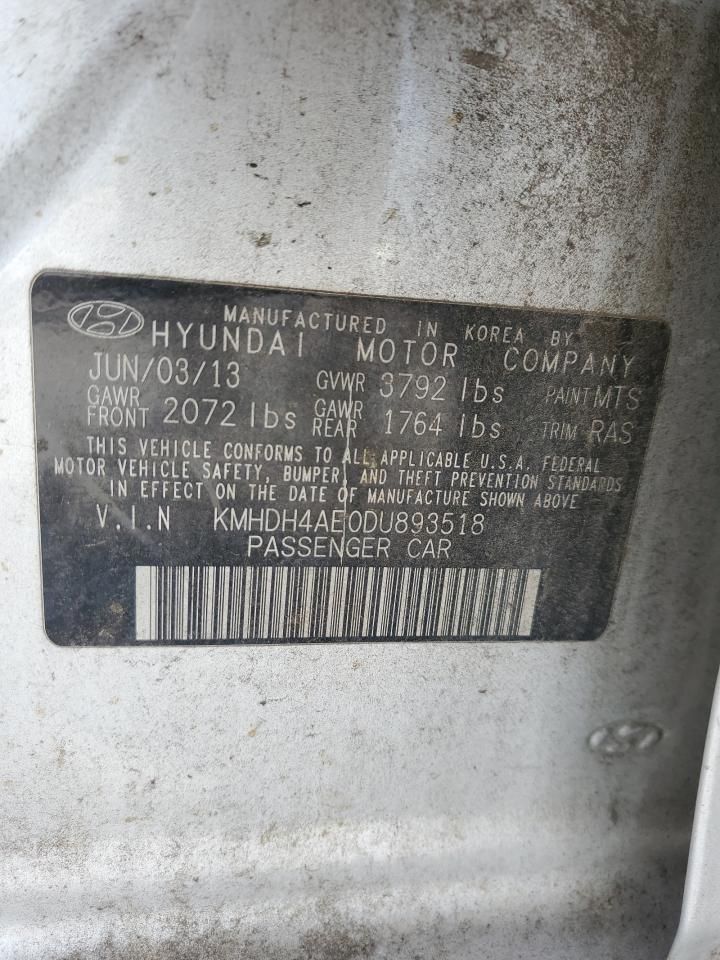 MANUFACTURED IN KOREA BY
HYUNDAI MOTOR COMPANY
JUN/03/13 GVWR 3792 lbs PAINT MTS
GAWR FRONT 2072 lbs GAWR REAR 1764 lbs TRIM RAS
THIS VEHICLE CONFORMS TO ALL APPLICABLE U.S.A. FEDERAL
MOTOR VEHICLE SAFETY, BUMPER, AND THEFT PREVENTION STANDARDS
IN EFFECT ON THE DATE OF MANUFACTURE SHOWN ABOVE
V.I.N KMHDH4AE0DU893518
PASSENGER CAR